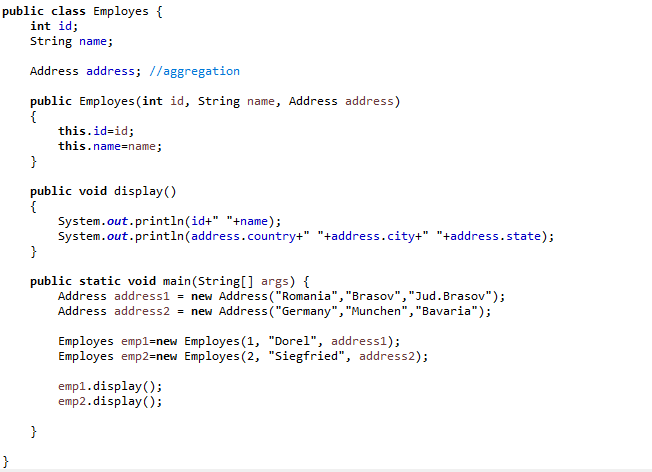 public class Employes {
    int id;
    String name;

    Address address; //aggregation

    public Employes(int id, String name, Address address)
    {
        this.id=id;
        this.name=name;
    }

    public void display()
    {
        System.out.println(id+" "+name);
        System.out.println(address.country+" "+address.city+" "+address.state);
    }

    public static void main(String[] args) {
        Address address1 = new Address("Romania","Brasov","Jud.Brasov");
        Address address2 = new Address("Germany","Munchen","Bavaria");

        Employes emp1=new Employes(1, "Dorel", address1);
        Employes emp2=new Employes(2, "Siegfried", address2);

        emp1.display();
        emp2.display();

    }

}